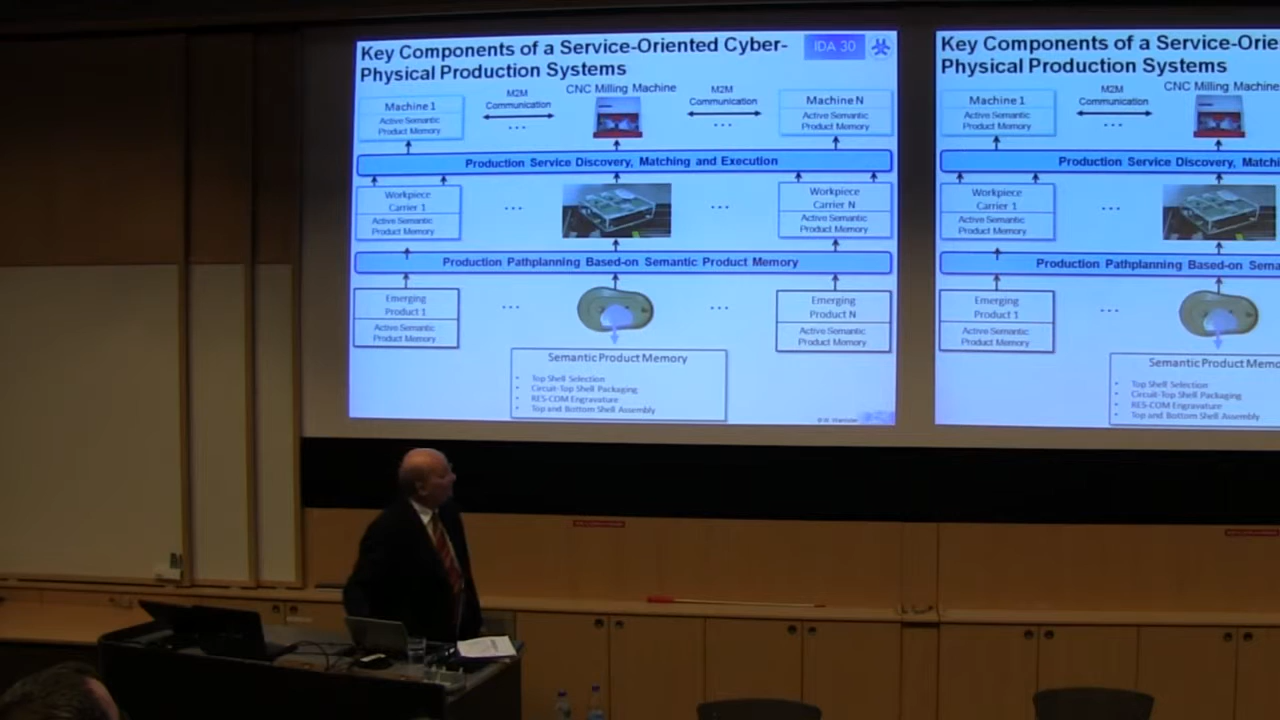 Key Components of a Service-Oriented Cyber-
Physical Production Systems
IDA 30
Machine 1
Active Semantic
Product Memory
M2M
Communication
...
CNC Milling Machine
M2M
Communication
...
Machine N
Active Semantic
Product Memory
Production Service Discovery, Matching and Execution
Workpiece
Carrier 1
Active Semantic
Product Memory
...
...
Workpiece
Carrier N
Active Semantic
Product Memory
Production Pathplanning Based-on Semantic Product Memory
Emerging
Product 1
Active Semantic
Product Memory
...
...
Emerging
Product N
Active Semantic
Product Memory
Semantic Product Memory
• Top Shell Selection
• Circuit-Top Shell Packaging
• RES-COM Engravature
• Top and Bottom Shell Assembly
Key Components of a Service-Orie
Physical Production Systems
Machine 1
Active Semantic
Product Memory
M2M
Communication
...
CNC Milling Machine
Production Service Discovery, Matchi
Workpiece
Carrier 1
Active Semantic
Product Memory
...
Production Pathplanning Based-on Sema
Emerging
Product 1
Active Semantic
Product Memory
...
Semantic Product Memo
• Top Shell Selection
• Circuit-Top Shell Packaging
• RES-COM Engravature
• Top and Bottom Shell Assembly